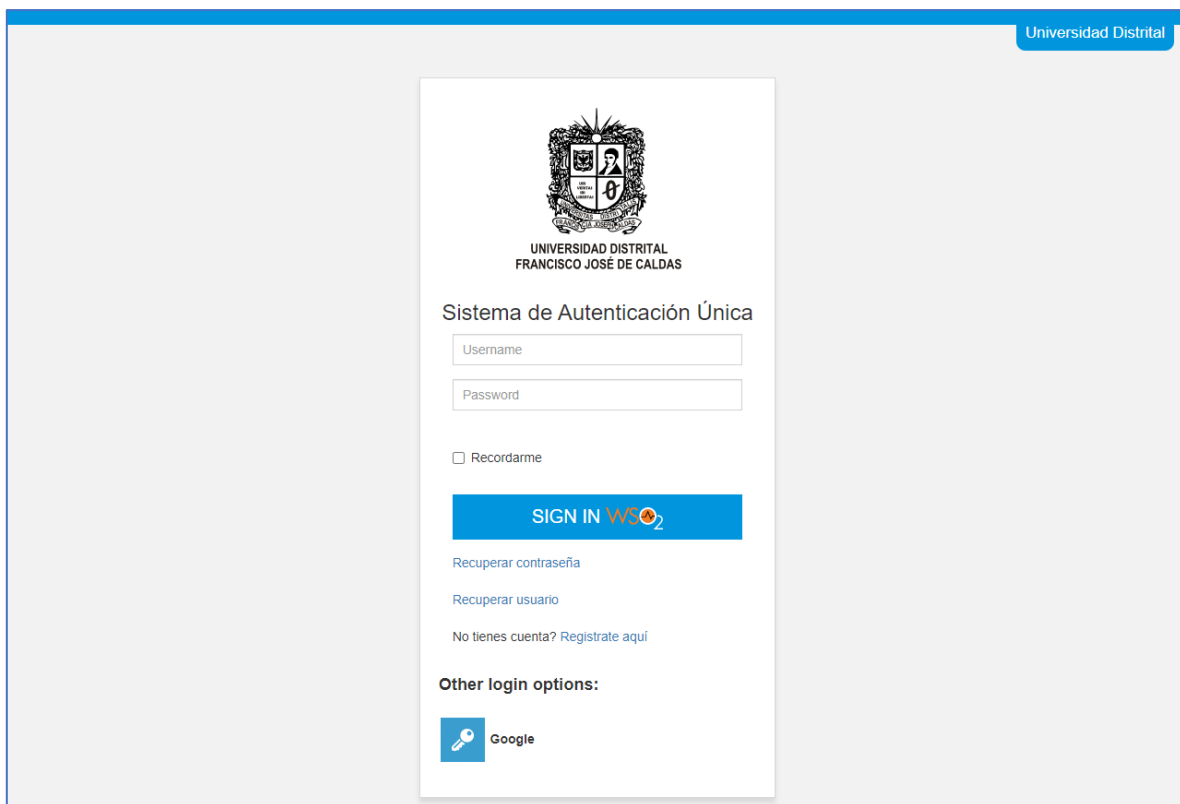 Universidad Distrital
UNIVERSIDAD DISTRITAL
FRANCISCO JOSÉ DE CALDAS
Sistema de Autenticación Única
Username
Password
Recordarme
SIGN IN WSO2
Recuperar contraseña
Recuperar usuario
No tienes cuenta? Registrate aquí
Other login options:
Google